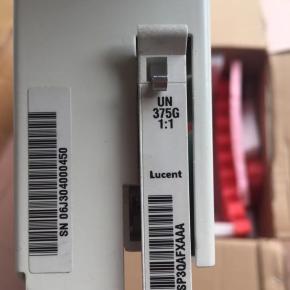 UN
375G
1:1
Lucent
SN 06J304000450
SP30AFXAAA